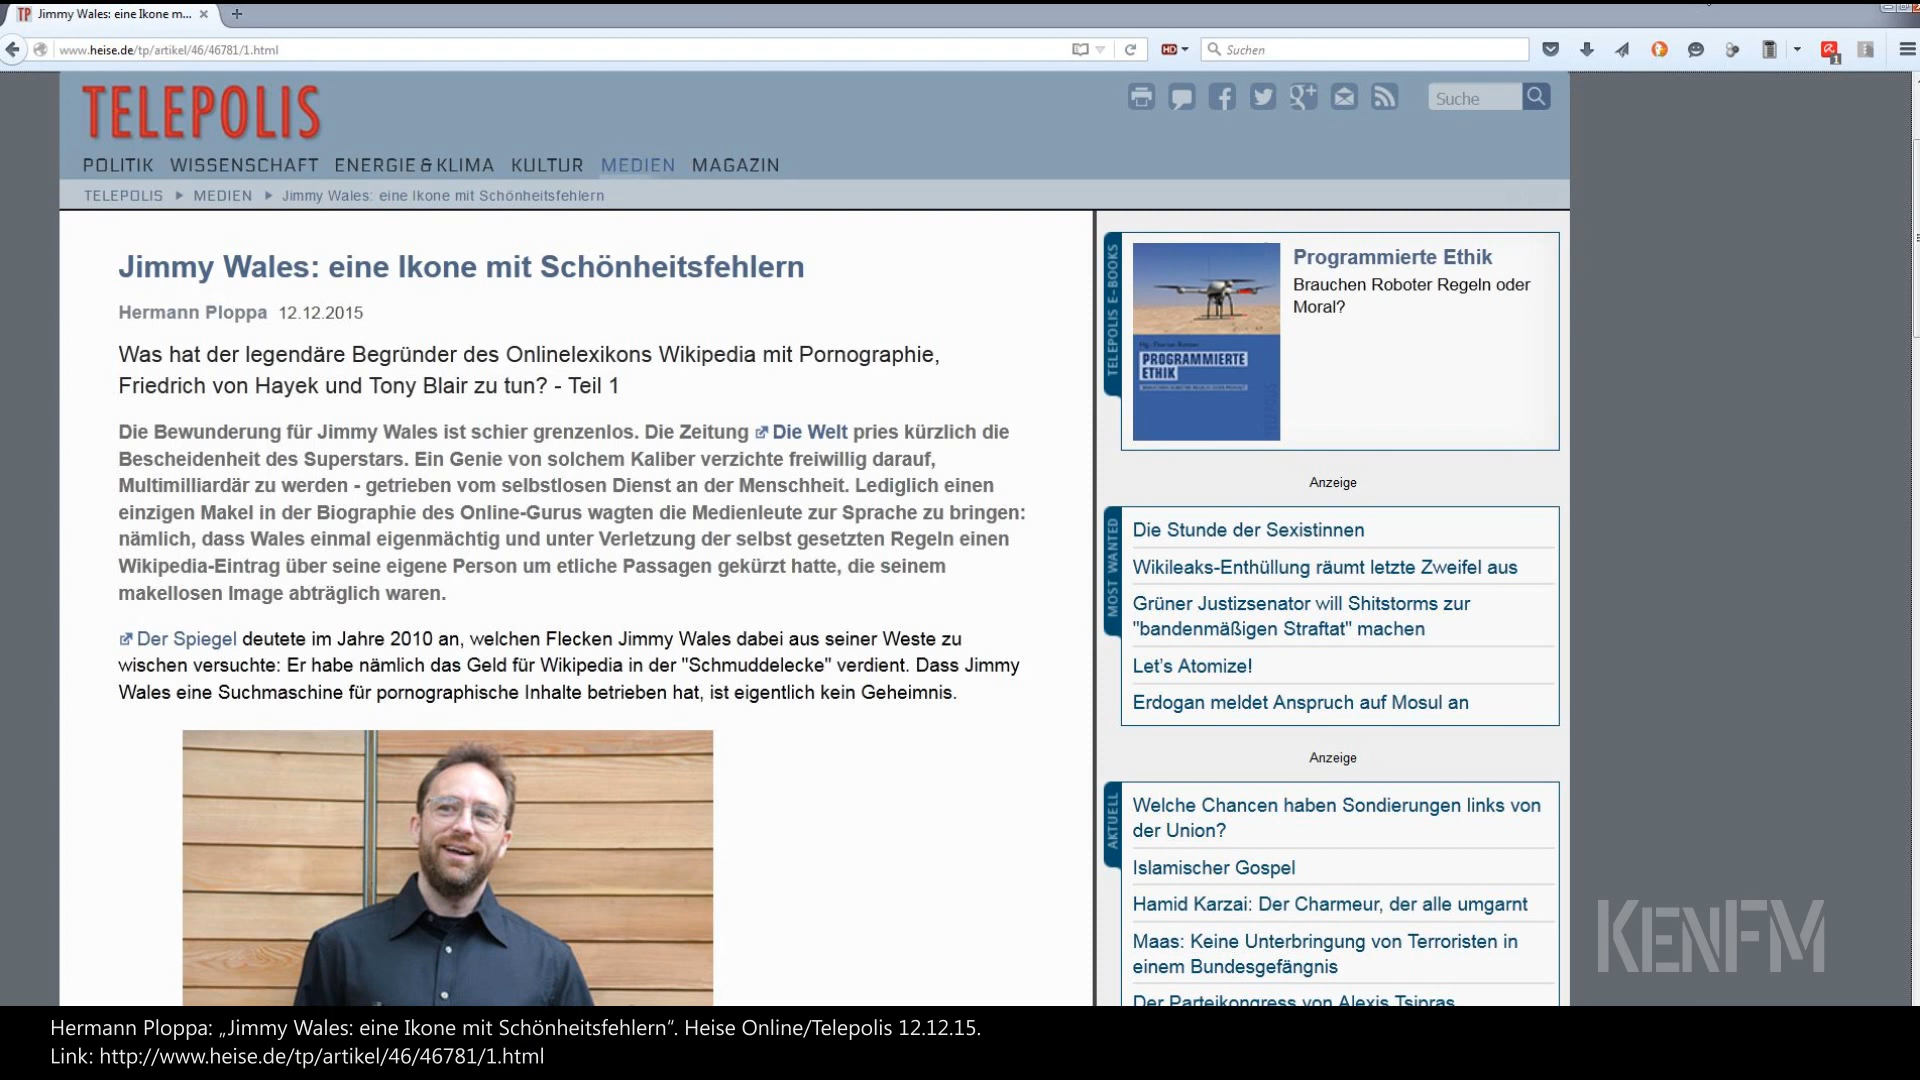 TP Jimmy Wales: eine Ikone m...
www.heise.de/tp/artikel/46/46781/1.html
HD
Suchen
1
TELEPOLIS
Suche
POLITIK WISSENSCHAFT ENERGIE&KLIMA KULTUR MEDIEN MAGAZIN
TELEPOLIS MEDIEN Jimmy Wales: eine Ikone mit Schönheitsfehlern
Jimmy Wales: eine Ikone mit Schönheitsfehlern
Hermann Ploppa 12.12.2015
Was hat der legendäre Begründer des Onlinelexikons Wikipedia mit Pornographie,
Friedrich von Hayek und Tony Blair zu tun? - Teil 1
Die Bewunderung für Jimmy Wales ist schier grenzenlos. Die Zeitung Die Welt pries kürzlich die
Bescheidenheit des Superstars. Ein Genie von solchem Kaliber verzichte freiwillig darauf,
Multimilliardär zu werden - getrieben vom selbstlosen Dienst an der Menschheit. Lediglich einen
einzigen Makel in der Biographie des Online-Gurus wagten die Medienleute zur Sprache zu bringen:
nämlich, dass Wales einmal eigenmächtig und unter Verletzung der selbst gesetzten Regeln einen
Wikipedia-Eintrag über seine eigene Person um etliche Passagen gekürzt hatte, die seinem
makellosen Image abträglich waren.
Der Spiegel deutete im Jahre 2010 an, welchen Flecken Jimmy Wales dabei aus seiner Weste zu
wischen versuchte: Er habe nämlich das Geld für Wikipedia in der "Schmuddelecke" verdient. Dass Jimmy
Wales eine Suchmaschine für pornographische Inhalte betrieben hat, ist eigentlich kein Geheimnis.
TELEPOLIS E-BOOKS
PROGRAMMIERTE
ETHIK
Programmierte Ethik
Brauchen Roboter Regeln oder
Moral?
Anzeige
MOST WANTED
Die Stunde der Sexistinnen
Wikileaks-Enthüllung räumt letzte Zweifel aus
Grüner Justizsenator will Shitstorms zur
"bandenmäßigen Straftat" machen
Let's Atomize!
Erdogan meldet Anspruch auf Mosul an
Anzeige
AKTUELL
Welche Chancen haben Sondierungen links von
der Union?
Islamischer Gospel
Hamid Karzai: Der Charmeur, der alle umgarnt
Maas: Keine Unterbringung von Terroristen in
einem Bundesgefängnis
Der Parteikongress von Alexis Tsipras
KENFM
Hermann Ploppa: „Jimmy Wales: eine Ikone mit Schönheitsfehlern“. Heise Online/Telepolis 12.12.15.
Link: http://www.heise.de/tp/artikel/46/46781/1.html